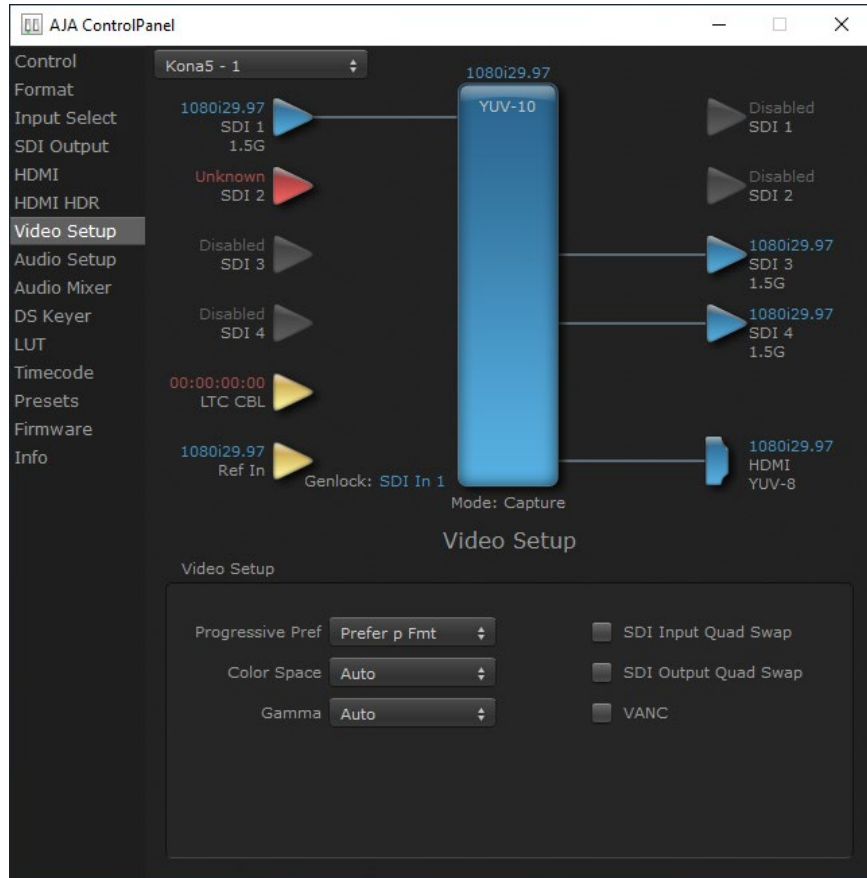 AJA ControlPanel
Control
Format
Input Select
SDI Output
HDMI
HDMI HDR
Video Setup
Audio Setup
Audio Mixer
DS Keyer
LUT
Timecode
Presets
Firmware
Info
Kona5 - 1
1080i29.97
YUV-10
1080i29.97
SDI 1
1.5G
Unknown
SDI 2
Disabled
SDI 3
Disabled
SDI 4
00:00:00:00
LTC CBL
1080i29.97
Ref In
Genlock: SDI In 1
Mode: Capture
Disabled
SDI 1
Disabled
SDI 2
1080i29.97
SDI 3
1.5G
1080i29.97
SDI 4
1.5G
1080i29.97
HDMI
YUV-8
Video Setup
Video Setup
Progressive Pref Prefer p Fmt
Color Space Auto
Gamma Auto
SDI Input Quad Swap
SDI Output Quad Swap
VANC